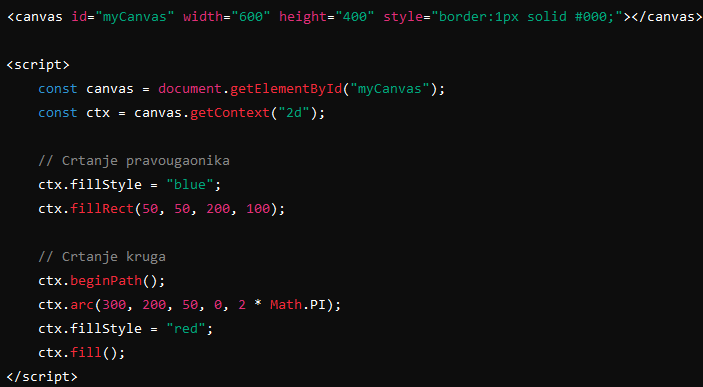 <canvas id="myCanvas" width="600" height="400" style="border:1px solid #000;"></canvas>
<script>
const canvas = document.getElementById("myCanvas");
const ctx = canvas.getContext("2d");
// Crtanje pravougaonika
ctx.fillStyle = "blue";
ctx.fillRect(50, 50, 200, 100);
// Crtanje kruga
ctx.beginPath();
ctx.arc(300, 200, 50, 0, 2 * Math.PI);
ctx.fillStyle = "red";
ctx.fill();
</script>